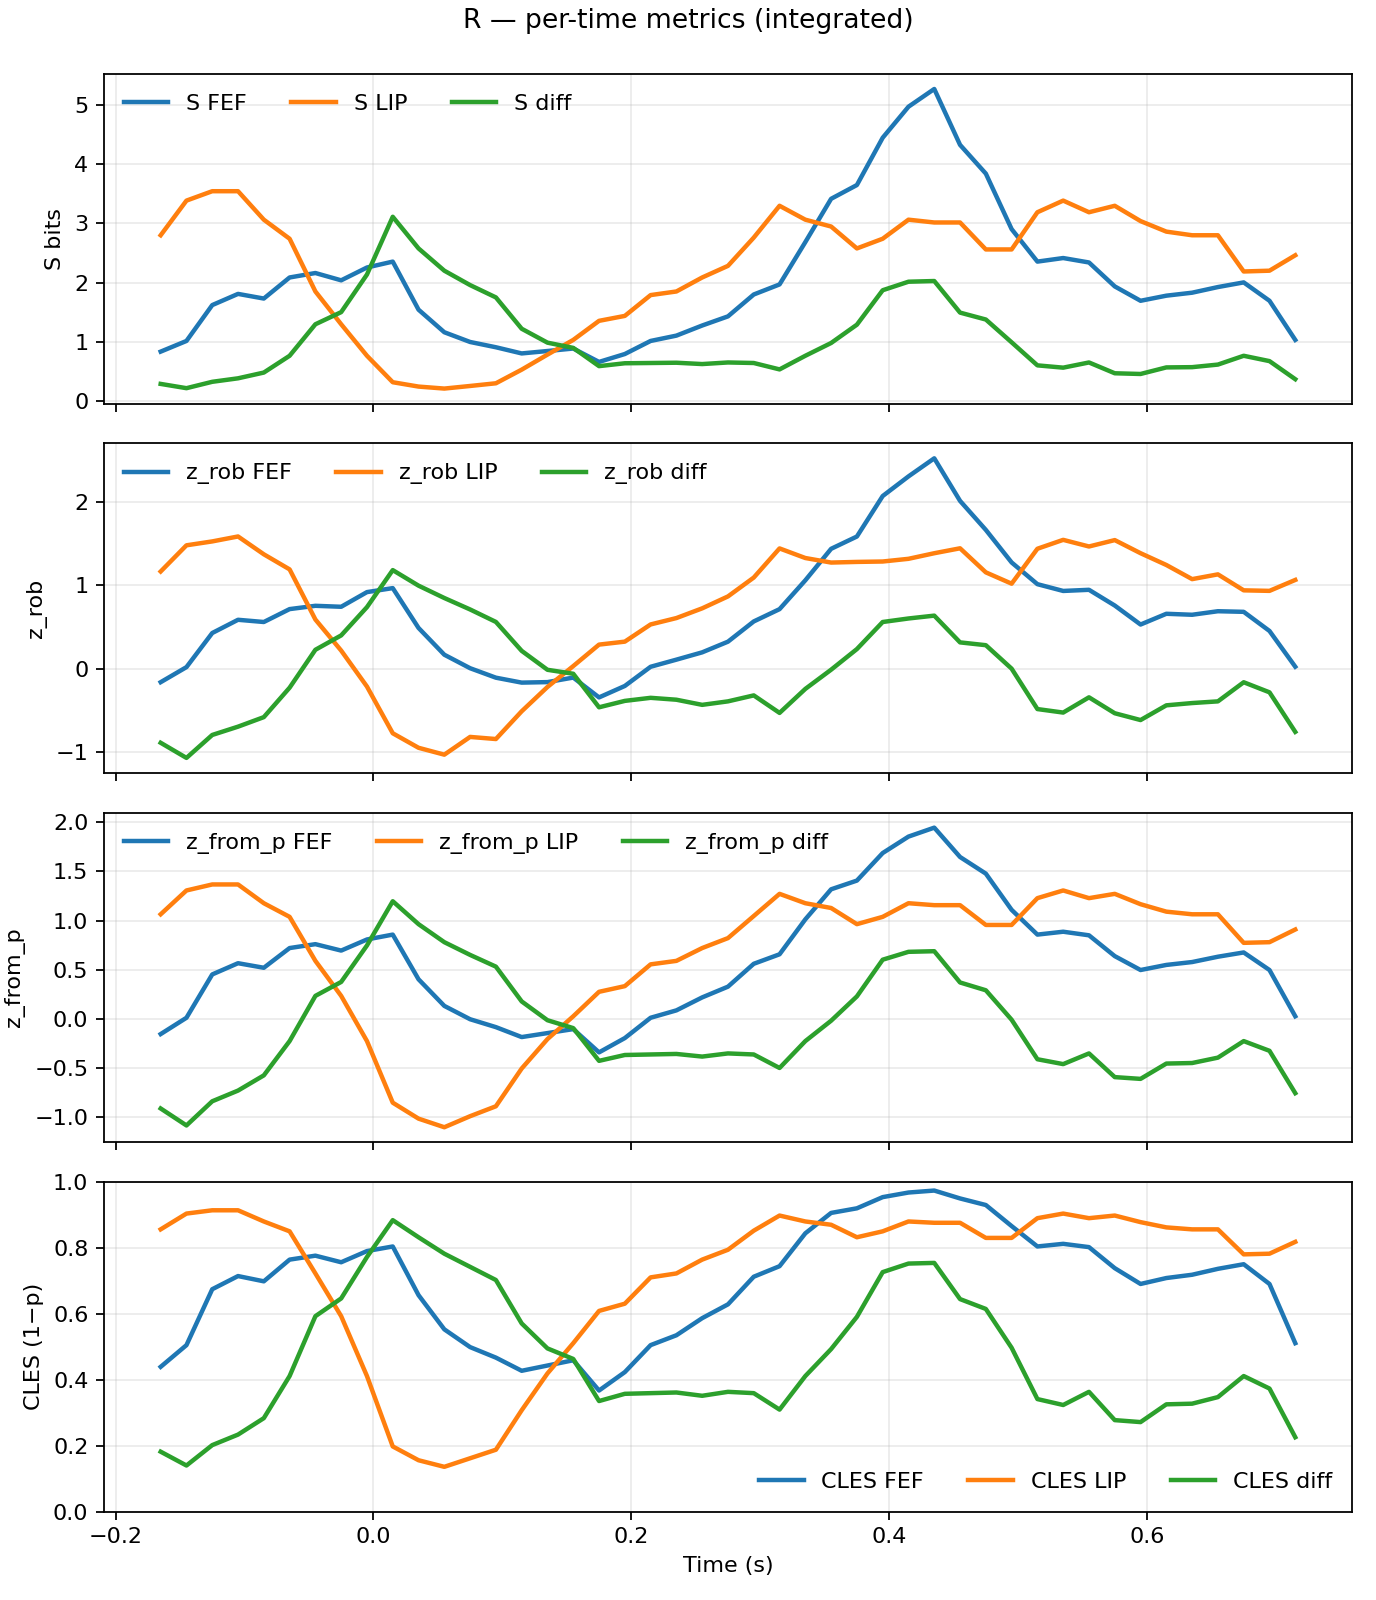 R — per-time metrics (integrated)
S FEF S LIP S diff
S bits
5
4
3
2
1
0
z_rob FEF z_rob LIP z_rob diff
z_rob
2
1
0
−1
z_from_p FEF z_from_p LIP z_from_p diff
z_from_p
2.0
1.5
1.0
0.5
0.0
−0.5
−1.0
CLES (1−p)
1.0
0.8
0.6
0.4
0.2
0.0
CLES FEF CLES LIP CLES diff
−0.2 0.0 0.2 0.4 0.6
Time (s)